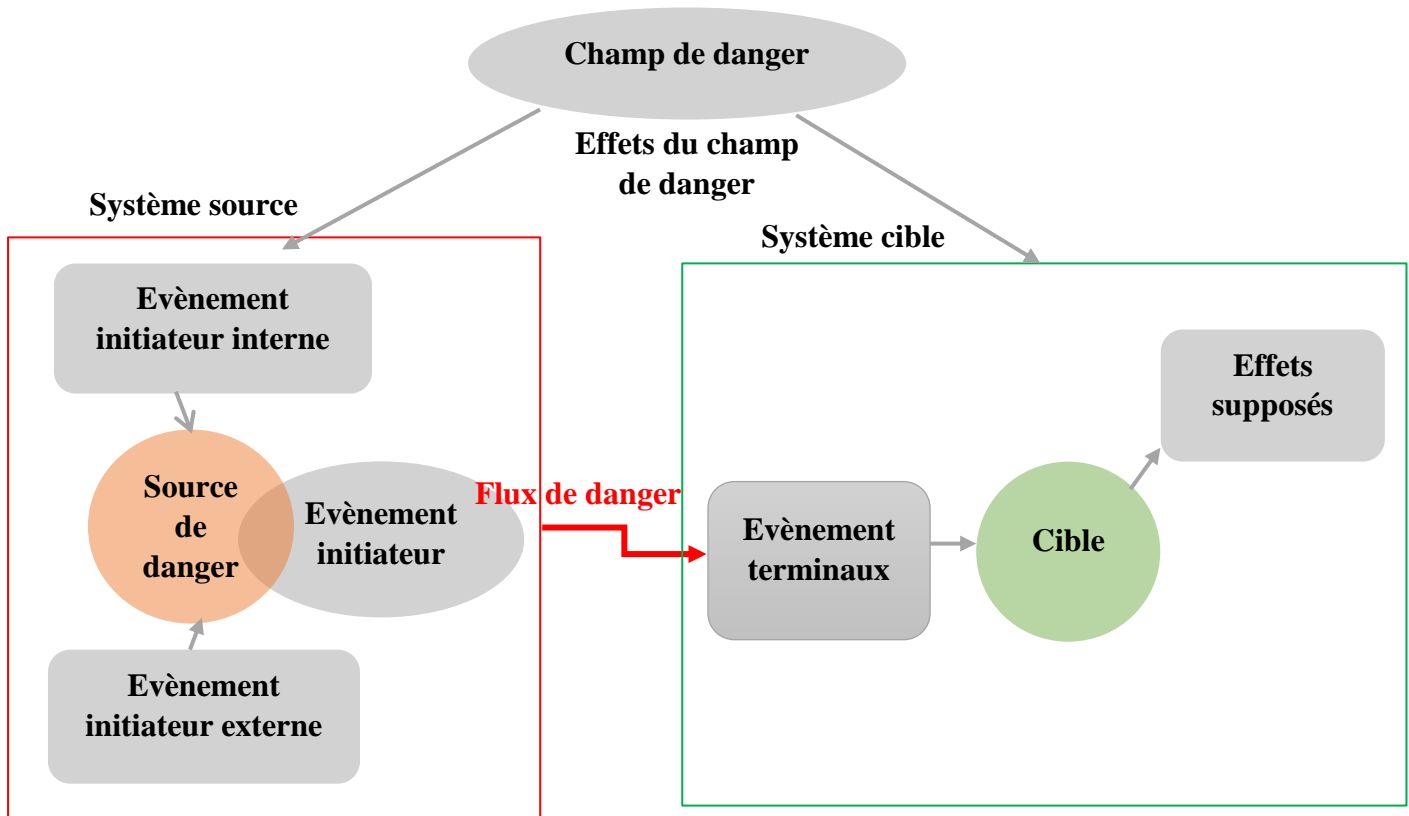 Champ de danger
Effets du champ
de danger
Système source
Système cible
Evènement
initiateur interne
Source
de
danger
Evènement
initiateur
Evènement
initiateur externe
Flux de danger
Evènement
terminaux
Cible
Effets
supposés